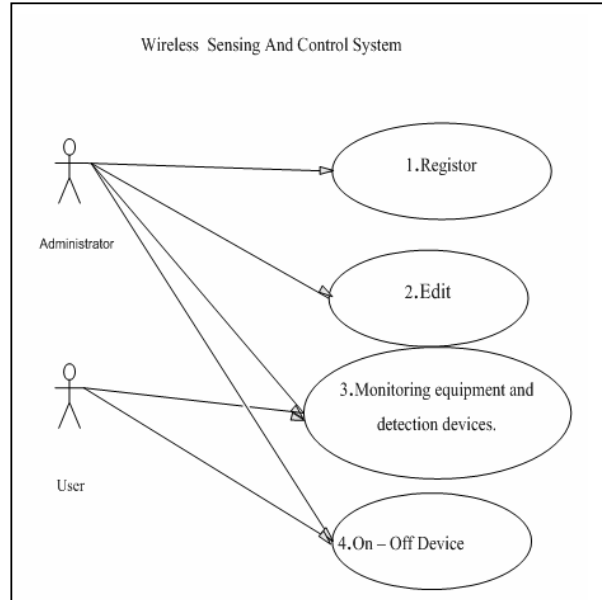 Wireless Sensing And Control System
1.Registor
Administrator
2.Edit
3.Monitoring equipment and
detection devices.
User
4.On – Off Device